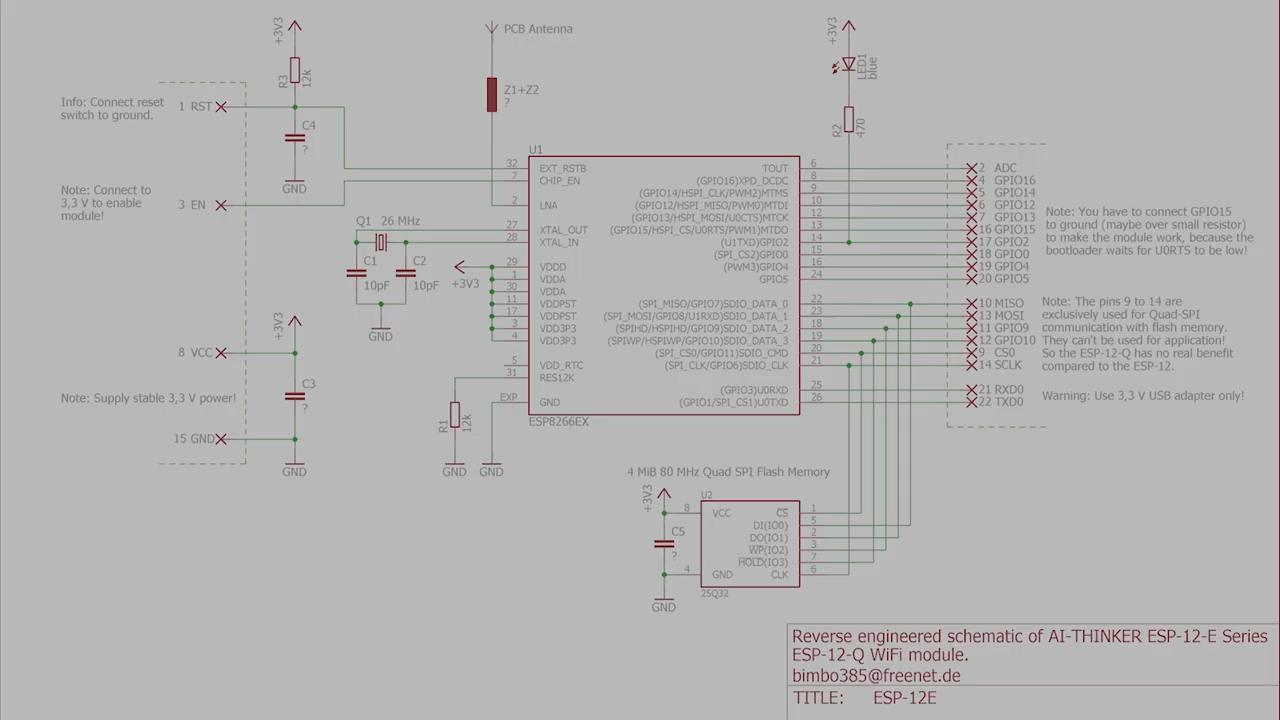 +3V3
R3
12k
Info: Connect reset
switch to ground.
1 RST
C4
?
GND
Note: Connect to
3,3 V to enable
module!
3 EN
Q1 26 MHz
C1
10pF
C2
10pF
GND
+3V3
+3V3
8 VCC
C3
?
Note: Supply stable 3,3 V power!
15 GND
GND
PCB Antenna
Z1+Z2
?
R1
12k
GND
GND
U1
32 EXT_RSTB
7 CHIP_EN
2 LNA
27 XTAL_OUT
28 XTAL_IN
29 VDDD
1 VDDA
30 VDDA
11 VDDPST
17 VDDPST
3 VDD3P3
4 VDD3P3
5 VDD_RTC
31 RES12K
EXP GND
TOUT 6
(GPIO16)XPD_DCDC 8
(GPIO14/HSPI_CLK/PWM2)MTMS 9
(GPIO12/HSPI_MISO/PWM0)MTDI 10
(GPIO13/HSPI_MOSI/U0CTS)MTCK 12
(GPIO15/HSPI_CS/U0RTS/PWM1)MTDO 13
(U1TXD)GPIO2 14
(SPI_CS2)GPIO0 15
(PWM3)GPIO4 16
GPIO5 24
(SPI_MISO/GPIO7)SDIO_DATA_0 22
(SPI_MOSI/GPIO8/U1RXD)SDIO_DATA_1 23
(SPIHD/HSPIHD/GPIO9)SDIO_DATA_2 18
(SPIWP/HSPIWP/GPIO10)SDIO_DATA_3 19
(SPI_CS0/GPIO11)SDIO_CMD 20
(SPI_CLK/GPIO6)SDIO_CLK 21
(GPIO3)U0RXD 25
(GPIO1/SPI_CS1)U0TXD 26
ESP8266EX
+3V3
LED1
blue
R2
470
2 ADC
4 GPIO16
5 GPIO14
6 GPIO12
7 GPIO13
16 GPIO15
17 GPIO2
18 GPIO0
19 GPIO4
20 GPIO5
10 MISO
13 MOSI
11 GPIO9
12 GPIO10
9 CS0
14 SCLK
21 RXD0
22 TXD0
Note: You have to connect GPIO15
to ground (maybe over small resistor)
to make the module work, because the
bootloader waits for U0RTS to be low!
Note: The pins 9 to 14 are
exclusively used for Quad-SPI
communication with flash memory.
They can't be used for application!
So the ESP-12-Q has no real benefit
compared to the ESP-12.
Warning: Use 3,3 V USB adapter only!
4 MiB 80 MHz Quad SPI Flash Memory
+3V3
C5
?
GND
U2
8 VCC
4 GND
CS 1
DI(IO0) 5
DO(IO1) 2
WP(IO2) 3
HOLD(IO3) 7
CLK 6
25Q32
Reverse engineered schematic of AI-THINKER ESP-12-E Series
ESP-12-Q WiFi module.
bimbo385@freenet.de
TITLE: ESP-12E